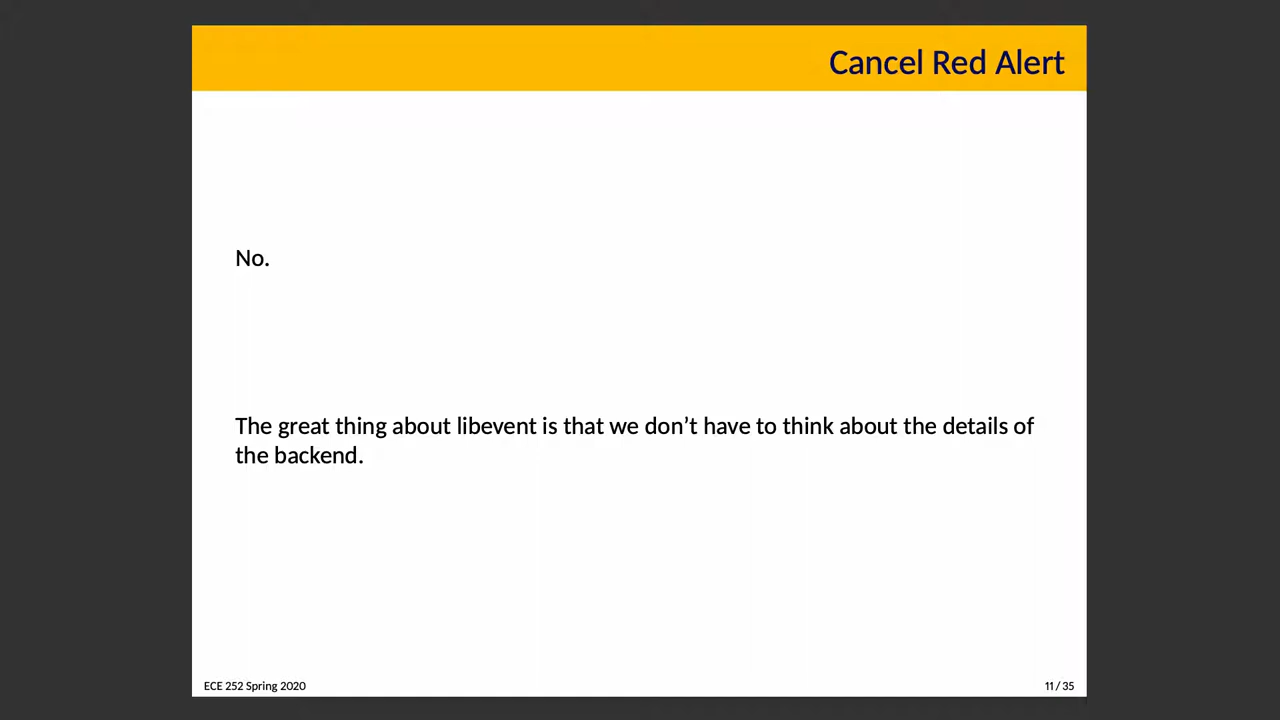 Cancel Red Alert
No.
The great thing about libevent is that we don’t have to think about the details of
the backend.
ECE 252 Spring 2020
11 / 35